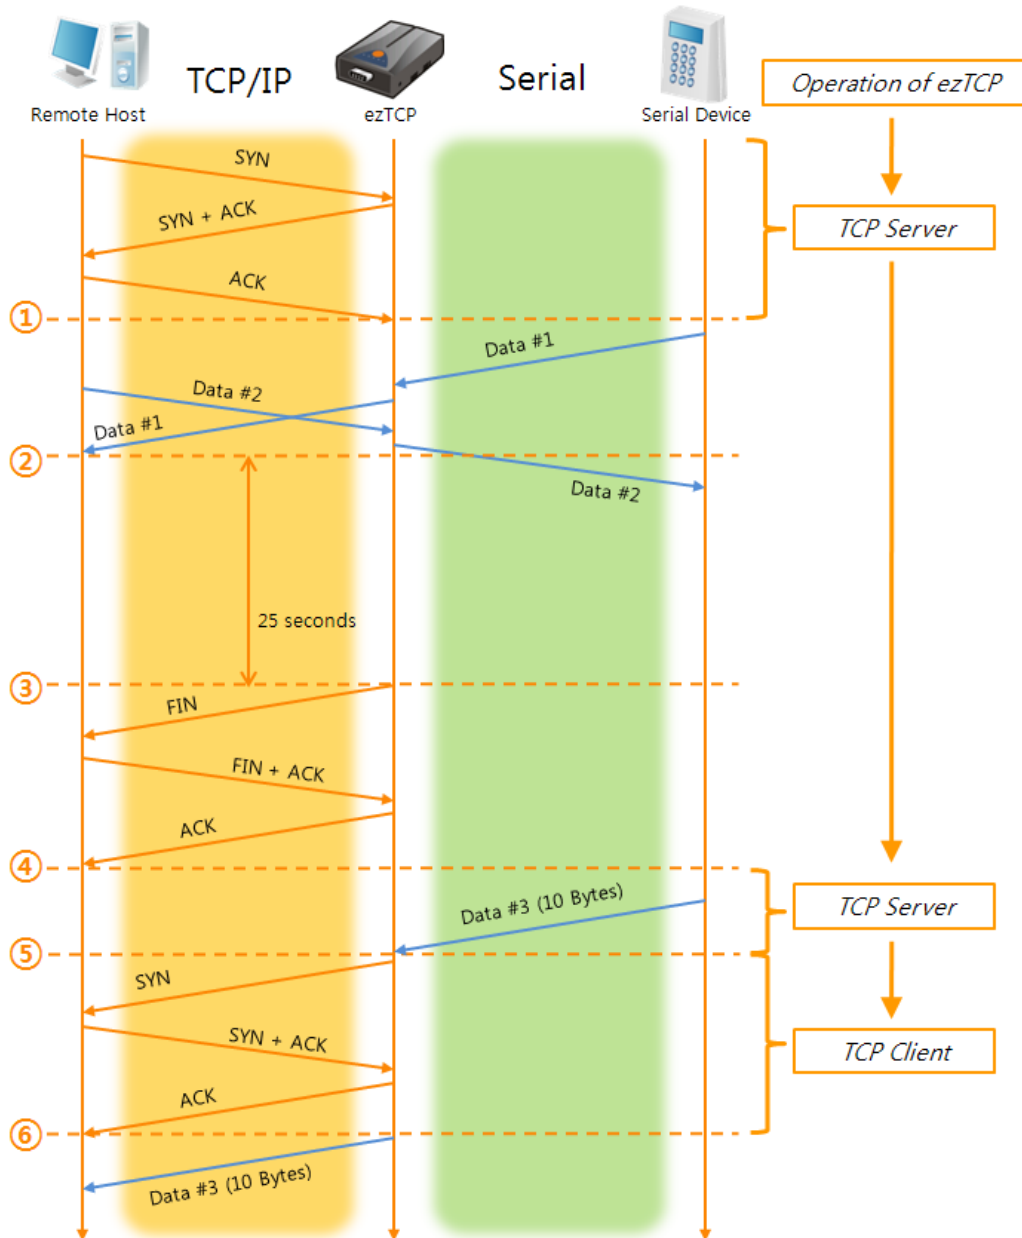 TCP/IP
Serial
Operation of ezTCP
Remote Host
ezTCP
Serial Device
SYN
SYN + ACK
TCP Server
ACK
①
Data #1
Data #2
Data #1
②
Data #2
25 seconds
③
FIN
FIN + ACK
ACK
④
Data #3 (10 Bytes)
TCP Server
⑤
SYN
SYN + ACK
TCP Client
ACK
⑥
Data #3 (10 Bytes)